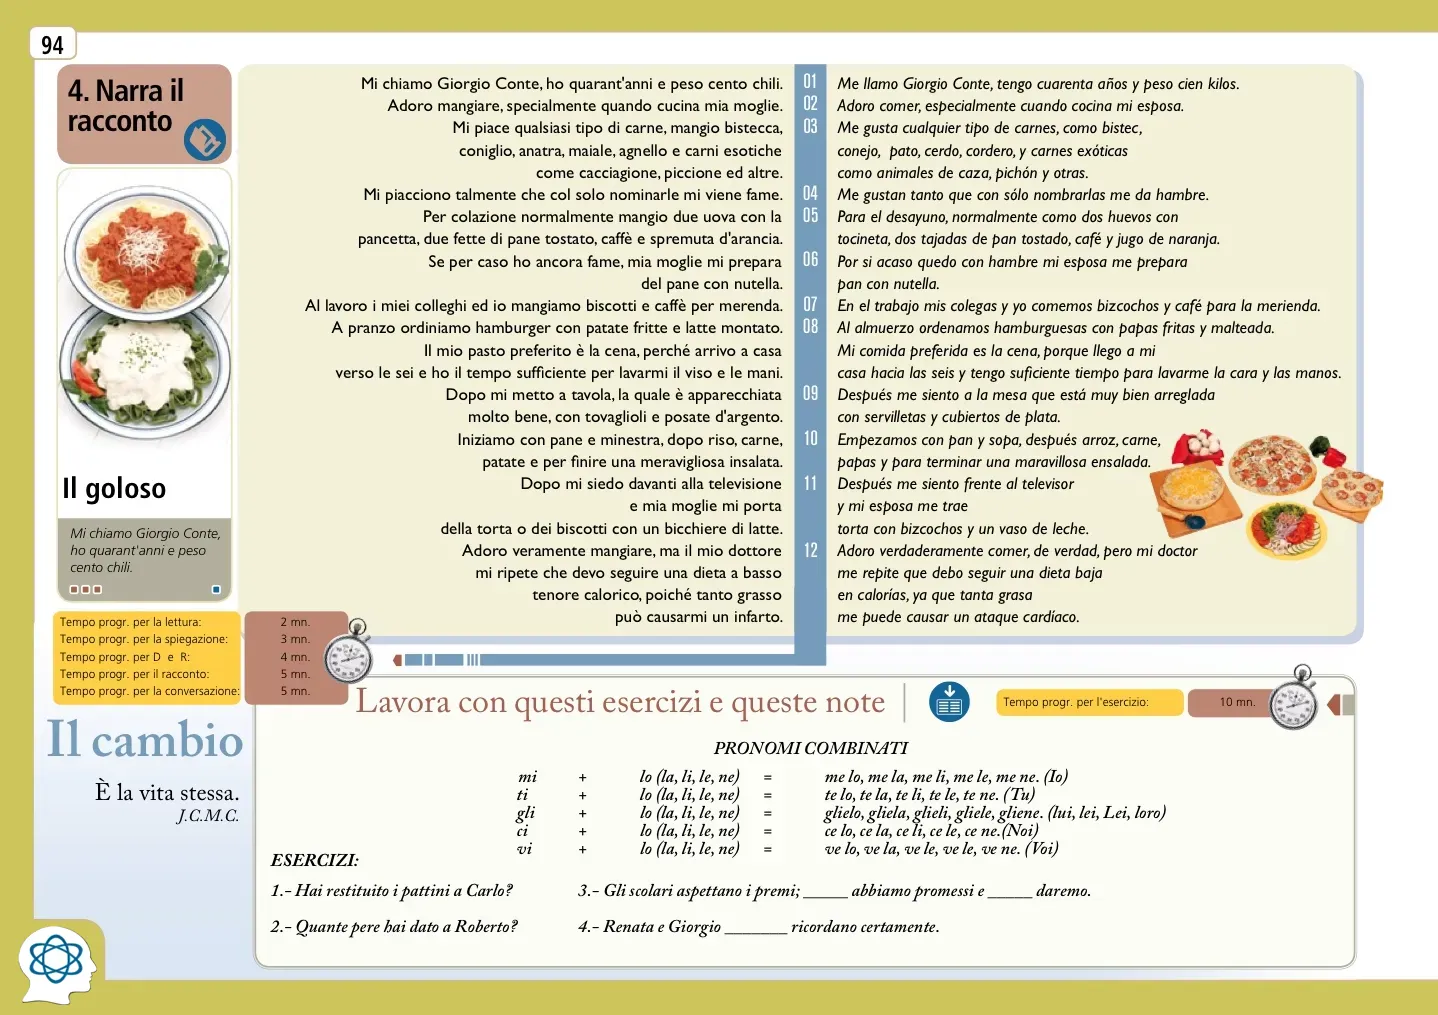 94
4. Narra il
racconto
Il goloso
Mi chiamo Giorgio Conte,
ho quarant'anni e peso
cento chili.
Mi chiamo Giorgio Conte, ho quarant'anni e peso cento chili.
Adoro mangiare, specialmente quando cucina mia moglie.
Mi piace qualsiasi tipo di carne, mangio bistecca,
coniglio, anatra, maiale, agnello e carni esotiche
come cacciagione, piccione ed altre.
Mi piacciono talmente che col solo nominarle mi viene fame.
Per colazione normalmente mangio due uova con la
pancetta, due fette di pane tostato, caffè e spremuta d'arancia.
Se per caso ho ancora fame, mia moglie mi prepara
del pane con nutella.
Al lavoro i miei colleghi ed io mangiamo biscotti e caffè per merenda.
A pranzo ordiniamo hamburger con patate fritte e latte montato.
Il mio pasto preferito è la cena, perché arrivo a casa
verso le sei e ho il tempo sufficiente per lavarmi il viso e le mani.
Dopo mi metto a tavola, la quale è apparecchiata
molto bene, con tovaglioli e posate d'argento.
Iniziamo con pane e minestra, dopo riso, carne,
patate e per finire una meravigliosa insalata.
Dopo mi siedo davanti alla televisione
e mia moglie mi porta
della torta o dei biscotti con un bicchiere di latte.
Adoro veramente mangiare, ma il mio dottore
mi ripete che devo seguire una dieta a basso
tenore calorico, poiché tanto grasso
può causarmi un infarto.
01
02
03
04
05
06
07
08
09
10
11
12
Me llamo Giorgio Conte, tengo cuarenta años y peso cien kilos.
Adoro comer, especialmente cuando cocina mi esposa.
Me gusta cualquier tipo de carnes, como bistec,
conejo, pato, cerdo, cordero, y carnes exóticas
como animales de caza, pichón y otras.
Me gustan tanto que con sólo nombrarlas me da hambre.
Para el desayuno, normalmente como dos huevos con
tocineta, dos tajadas de pan tostado, café y jugo de naranja.
Por si acaso quedo con hambre mi esposa me prepara
pan con nutella.
En el trabajo mis colegas y yo comemos bizcochos y café para la merienda.
Al almuerzo ordenamos hamburguesas con papas fritas y malteada.
Mi comida preferida es la cena, porque llego a mi
casa hacia las seis y tengo suficiente tiempo para lavarme la cara y las manos.
Después me siento a la mesa que está muy bien arreglada
con servilletas y cubiertos de plata.
Empezamos con pan y sopa, después arroz, carne,
papas y para terminar una maravillosa ensalada.
Después me siento frente al televisor
y mi esposa me trae
torta con bizcochos y un vaso de leche.
Adoro verdaderamente comer, de verdad, pero mi doctor
me repite que debo seguir una dieta baja
en calorías, ya que tanta grasa
me puede causar un ataque cardíaco.
Tempo progr. per la lettura: 2 mn.
Tempo progr. per la spiegazione: 3 mn.
Tempo progr. per D e R: 4 mn.
Tempo progr. per il racconto: 5 mn.
Tempo progr. per la conversazione: 5 mn.
Il cambio
È la vita stessa.
J.C.M.C.
Lavora con questi esercizi e queste note
Tempo progr. per l'esercizio: 10 mn.
PRONOMI COMBINATI
mi + lo (la, li, le, ne) = me lo, me la, me li, me le, me ne. (Io)
ti + lo (la, li, le, ne) = te lo, te la, te li, te le, te ne. (Tu)
gli + lo (la, li, le, ne) = glielo, gliela, glieli, gliele, gliene. (lui, lei, Lei, loro)
ci + lo (la, li, le, ne) = ce lo, ce la, ce li, ce le, ce ne.(Noi)
vi + lo (la, li, le, ne) = ve lo, ve la, ve le, ve le, ve ne. (Voi)
ESERCIZI:
1.- Hai restituito i pattini a Carlo?
2.- Quante pere hai dato a Roberto?
3.- Gli scolari aspettano i premi; _____ abbiamo promessi e _____ daremo.
4.- Renata e Giorgio _______ ricordano certamente.